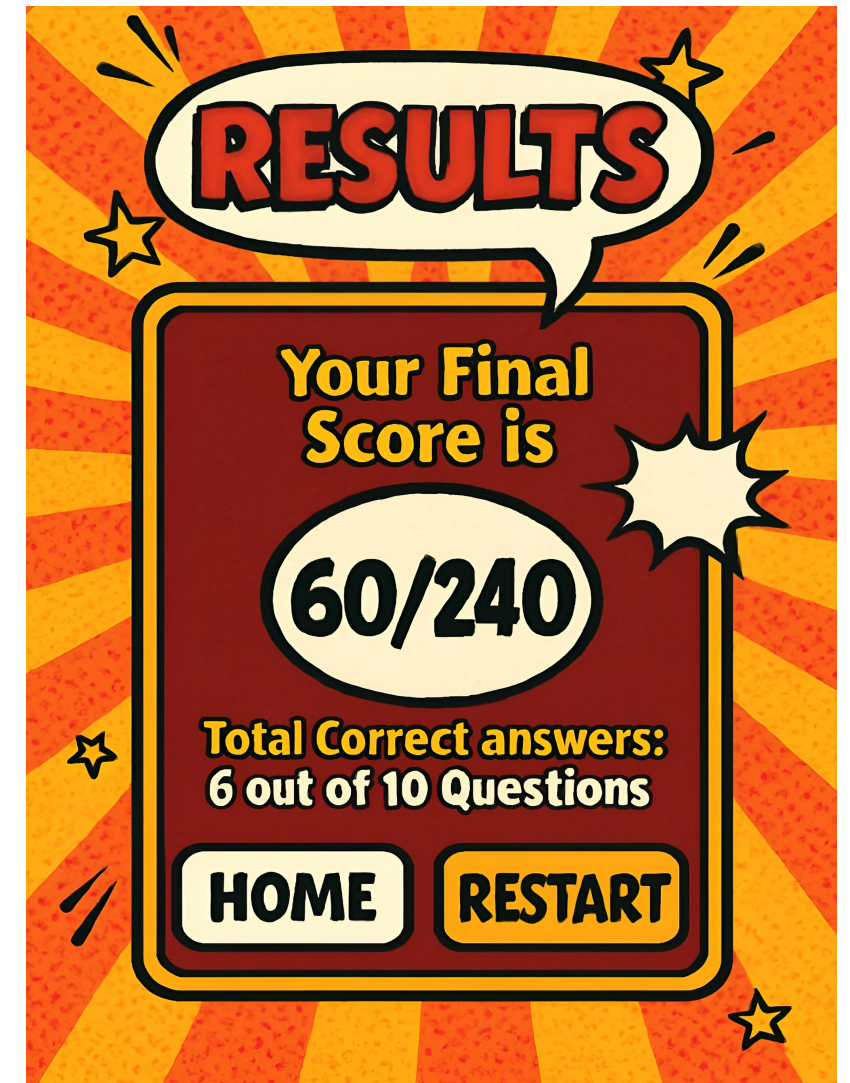 RESULTS
Your Final
Score is
60/240
Total Correct answers:
6 out of 10 Questions
HOME
RESTART